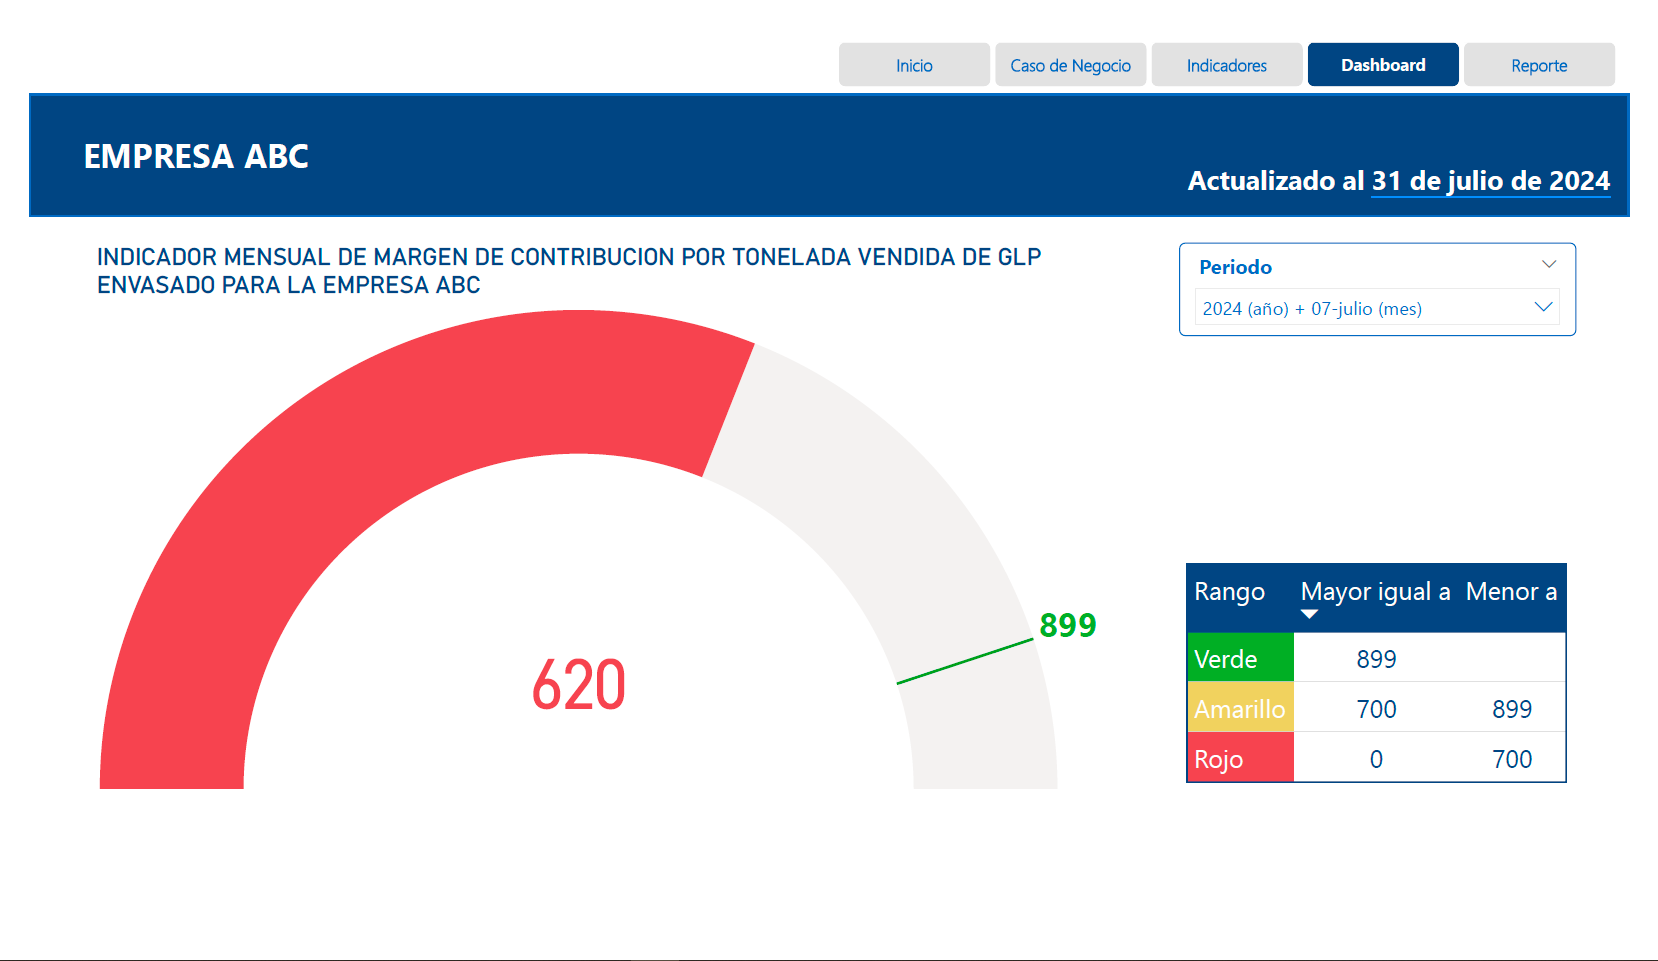 Inicio
Caso de Negocio
Indicadores
Dashboard
Reporte
EMPRESA ABC
Actualizado al 31 de julio de 2024
INDICADOR MENSUAL DE MARGEN DE CONTRIBUCION POR TONELADA VENDIDA DE GLP
ENVASADO PARA LA EMPRESA ABC
Periodo
2024 (año) + 07-julio (mes)
899
620
Rango Mayor igual a Menor a
Verde 899
Amarillo 700 899
Rojo 0 700